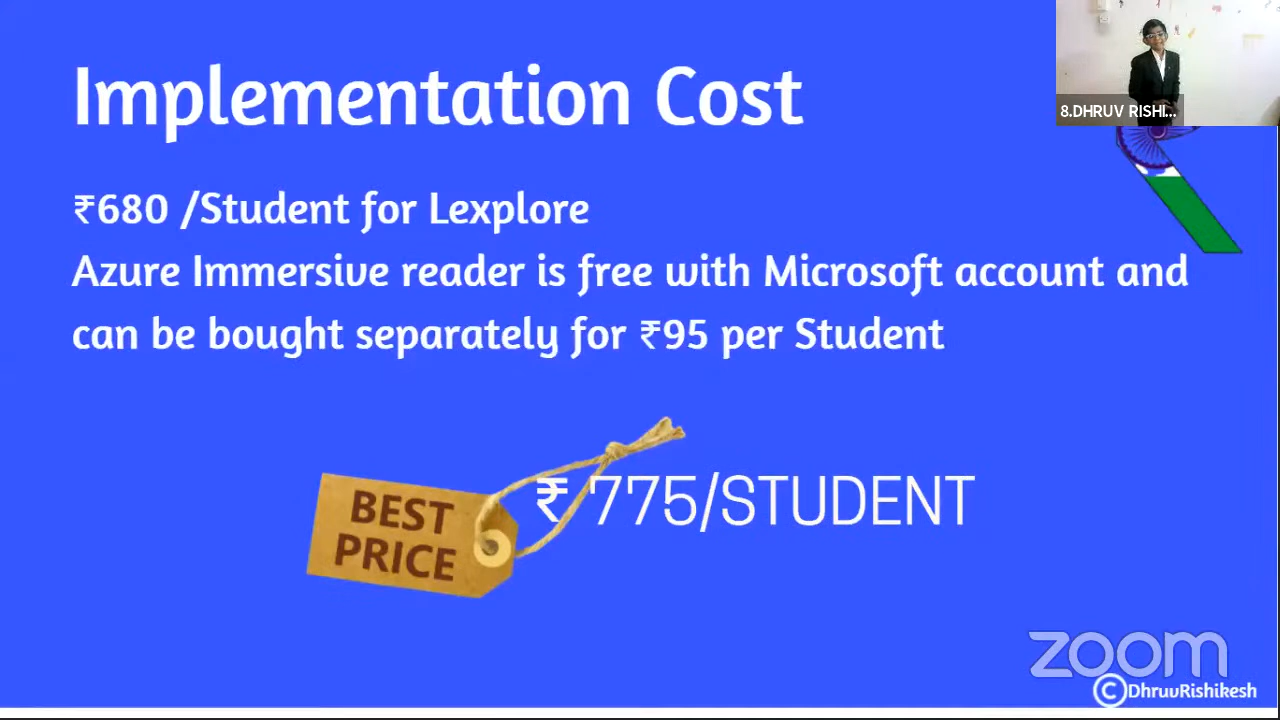 Implementation Cost
8.DHRUV RISHI...
₹680 /Student for Lexplore
Azure Immersive reader is free with Microsoft account and
can be bought separately for ₹95 per Student
BEST
PRICE
₹ 775/STUDENT
zoom
©DhruvRishikesh